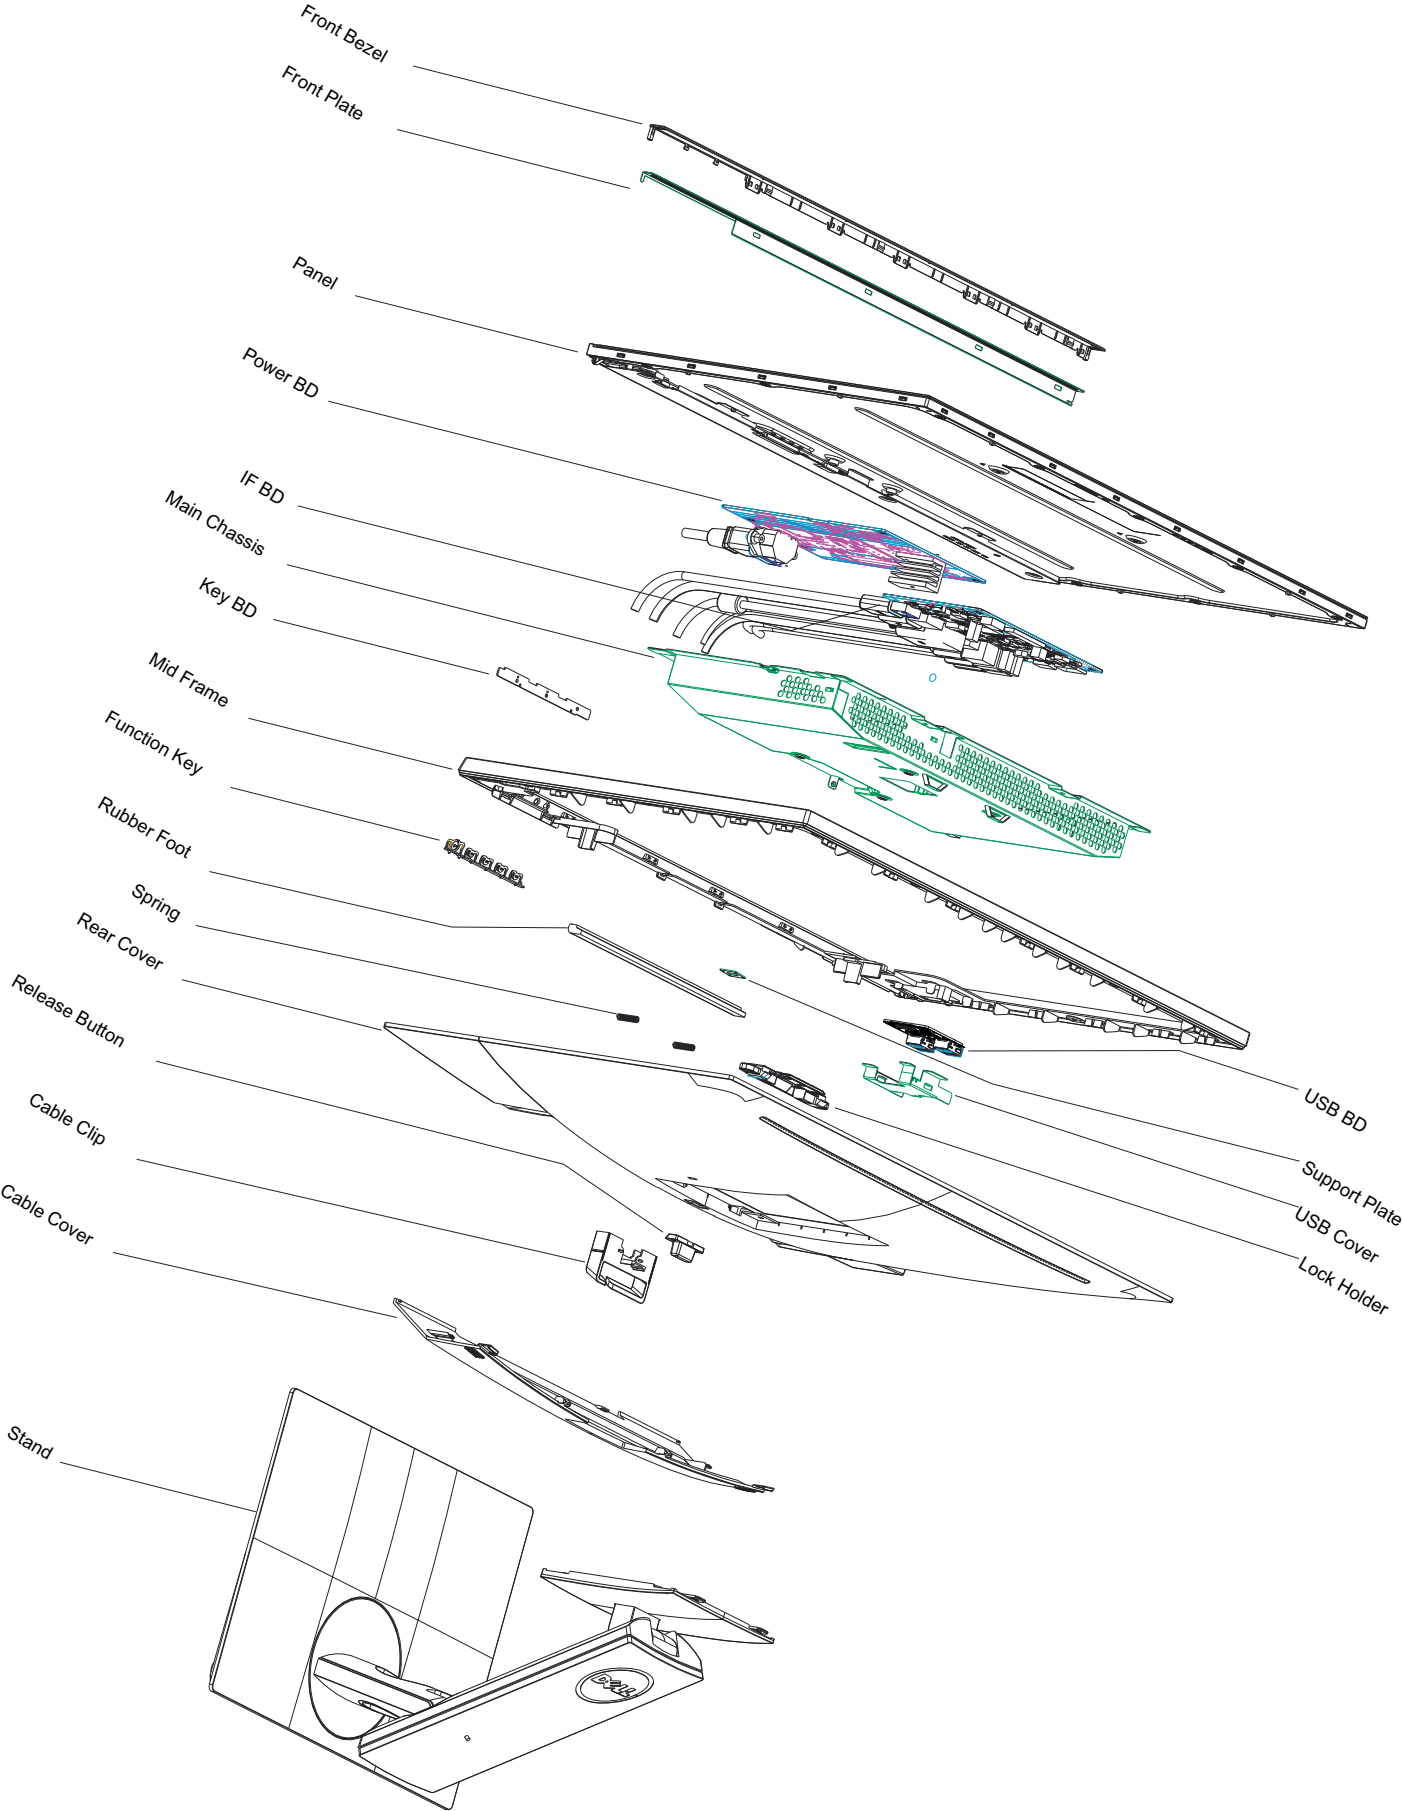 Front Bezel
Front Plate
Panel
Power BD
IF BD
Main Chassis
Key BD
Mid Frame
Function Key
Rubber Foot
Spring
Rear Cover
Release Button
Cable Clip
Cable Cover
Stand
USB BD
Support Plate
USB Cover
Lock Holder
DELL